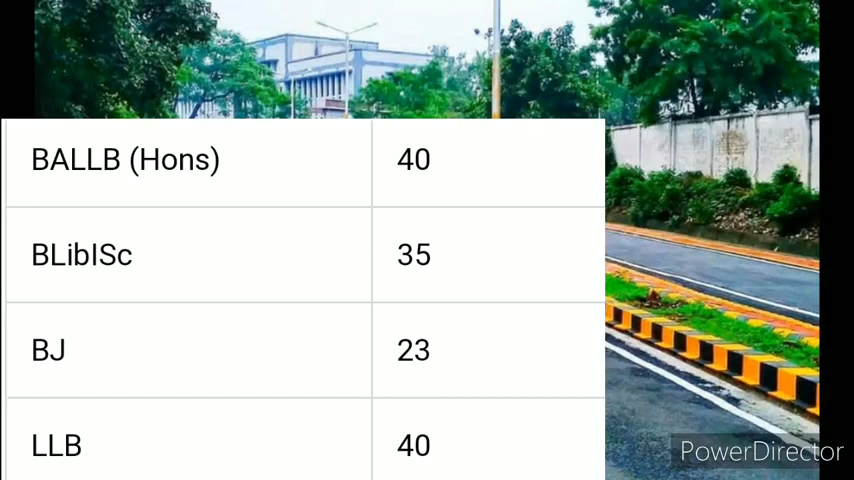 BALLB (Hons) 40
BLibISc 35
BJ 23
LLB 40
PowerDirector